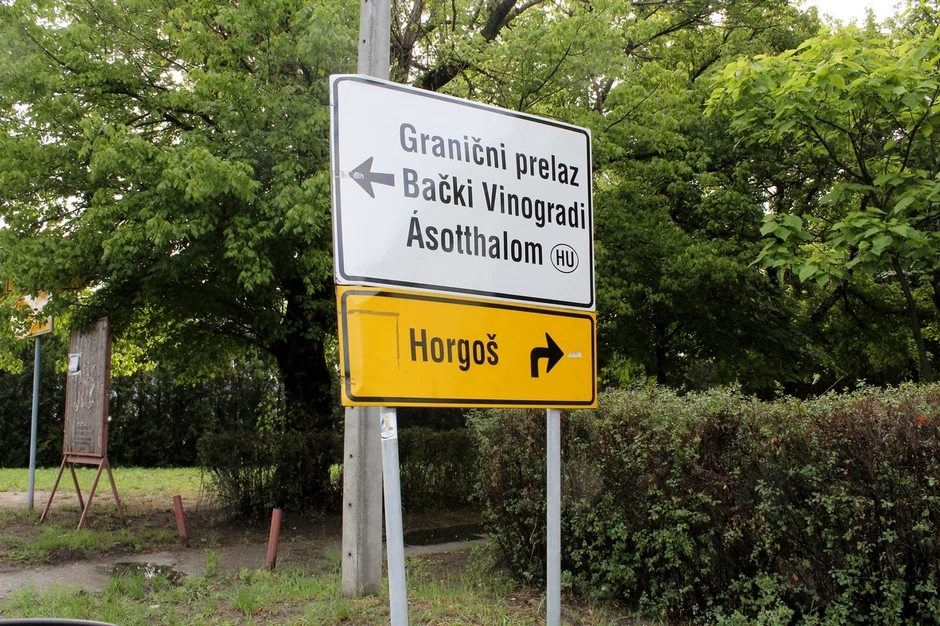 Granični prelaz
Bački Vinogradi
Ásotthalom HU
Horgoš